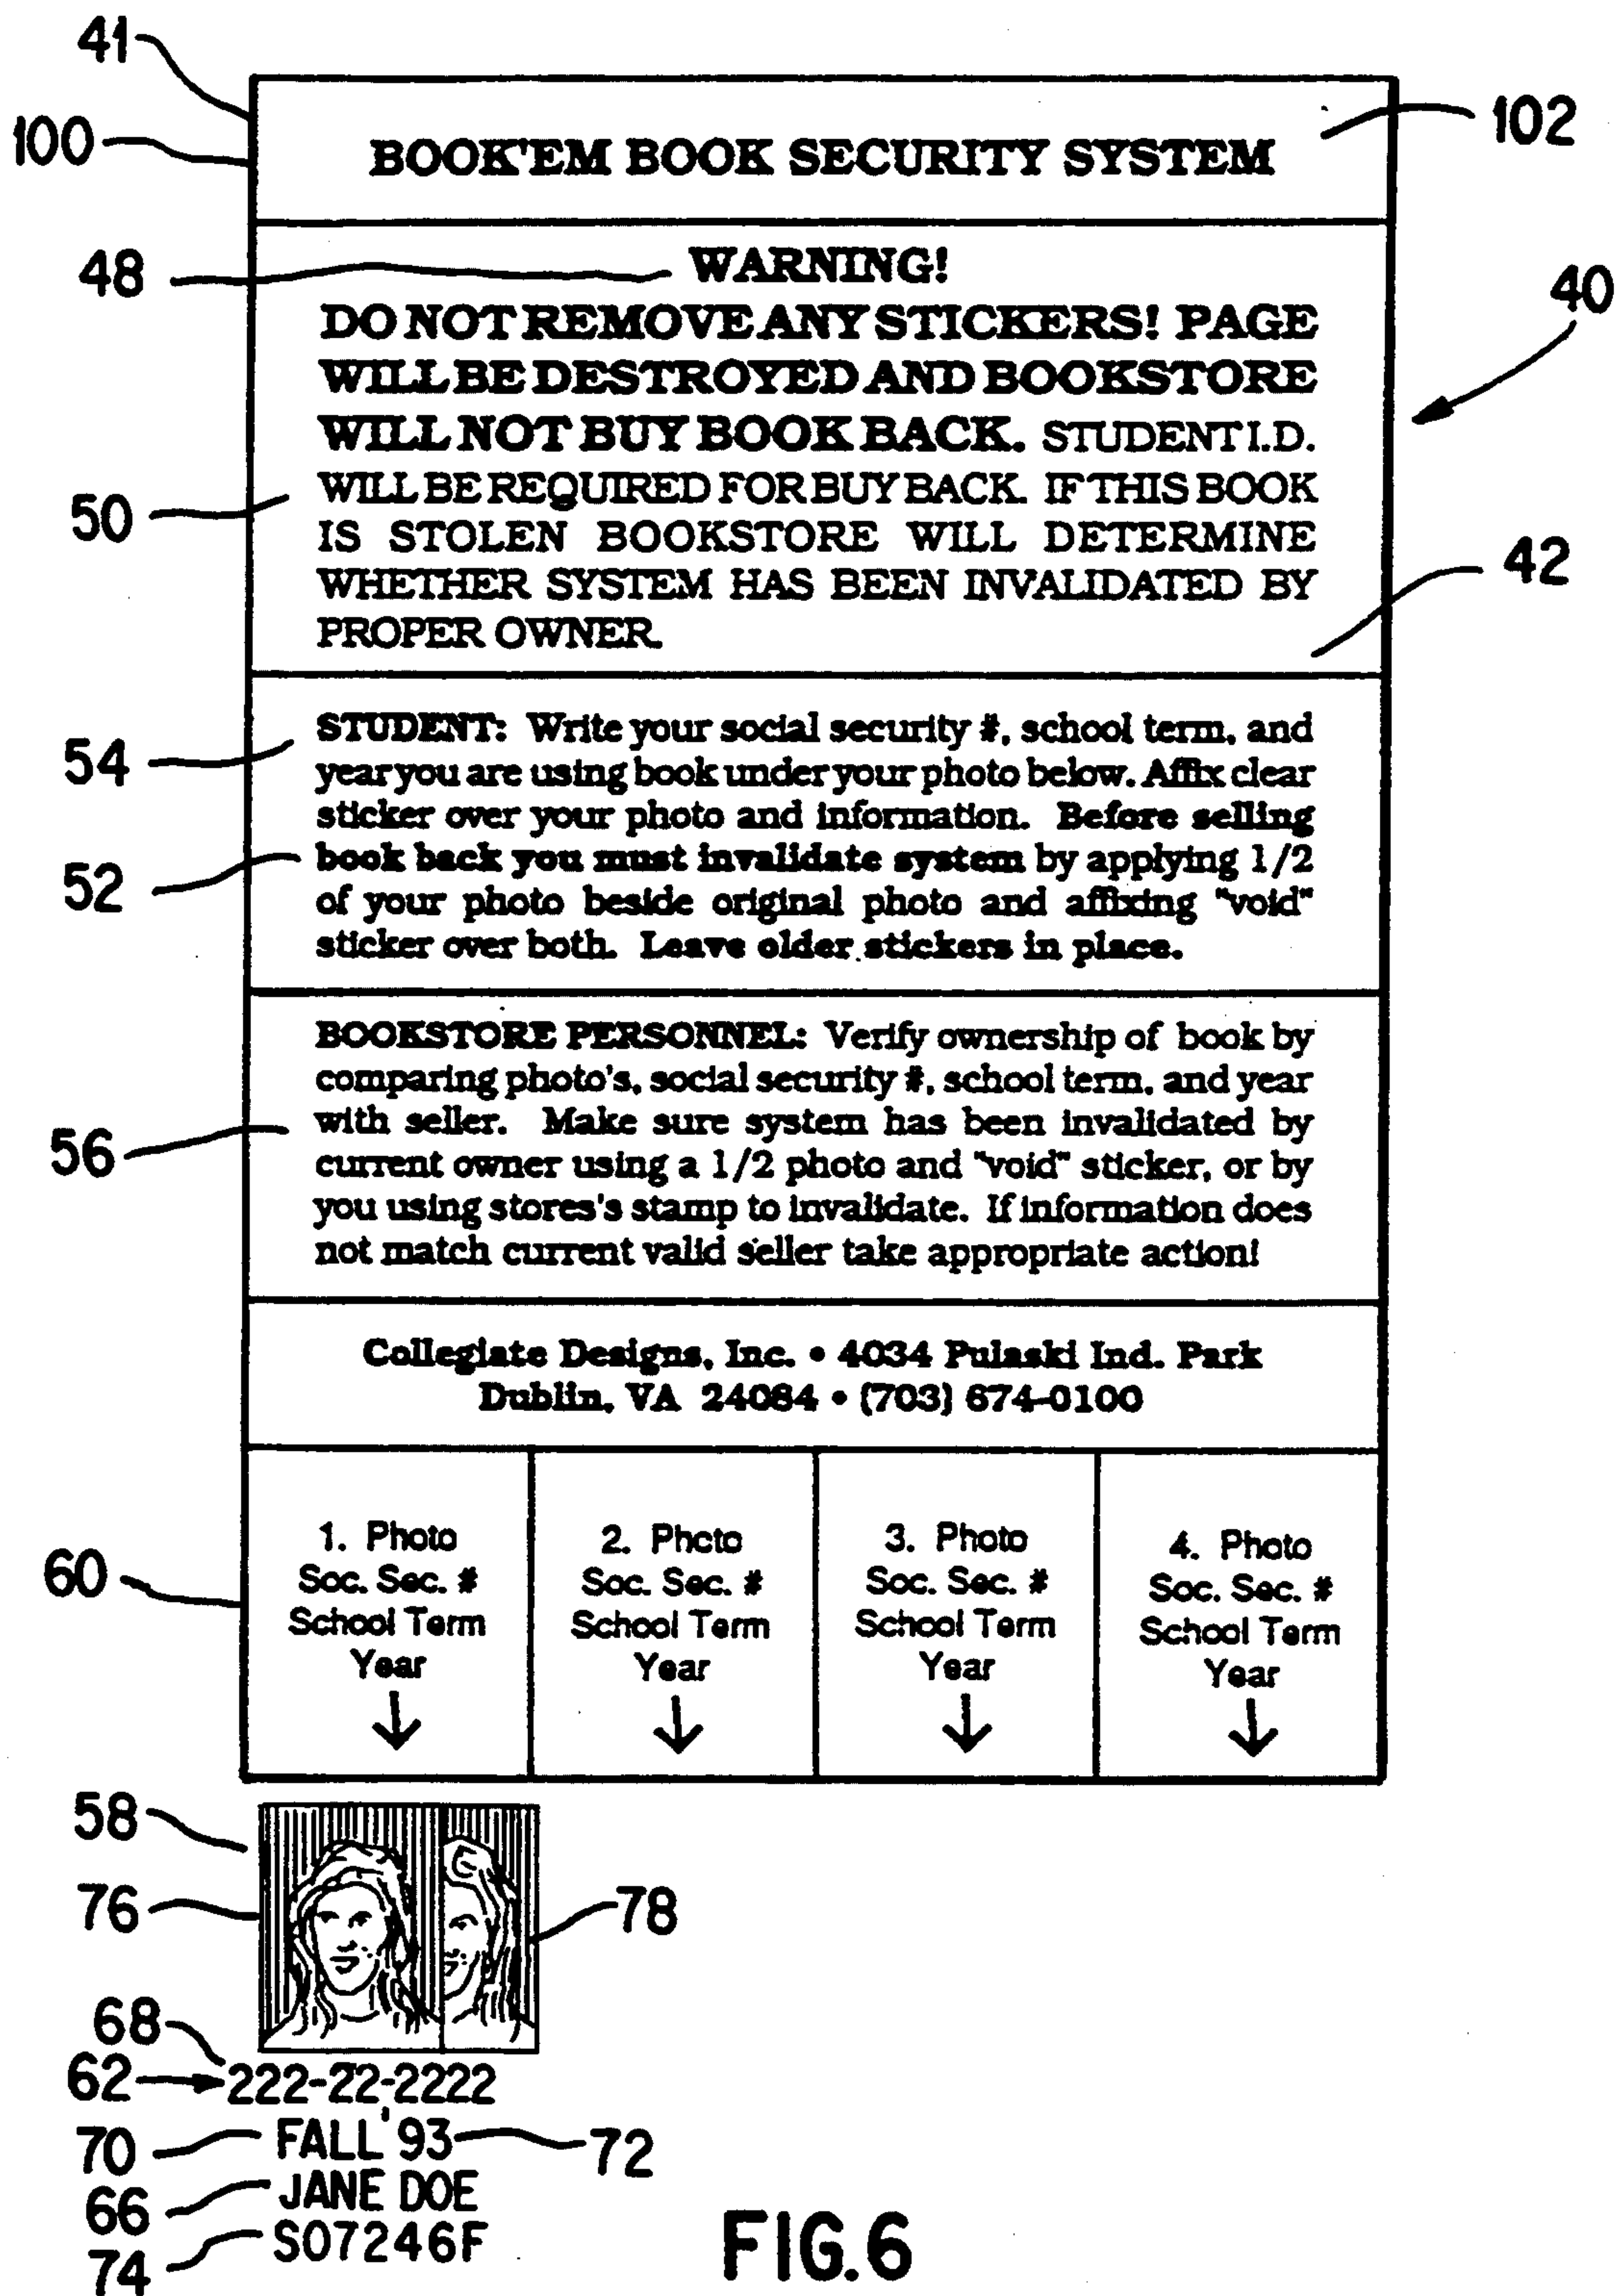 41
100
BOOK'EM BOOK SECURITY SYSTEM
102
48
WARNING!
40
DO NOT REMOVE ANY STICKERS! PAGE
WILL BE DESTROYED AND BOOKSTORE
WILL NOT BUY BOOK BACK. STUDENT I.D.
50
WILL BE REQUIRED FOR BUY BACK. IF THIS BOOK
IS STOLEN BOOKSTORE WILL DETERMINE
42
WHETHER SYSTEM HAS BEEN INVALIDATED BY
PROPER OWNER.
54
STUDENT: Write your social security #, school term, and
year you are using book under your photo below. Affix clear
sticker over your photo and information. Before selling
52
book back you must invalidate system by applying 1/2
of your photo beside original photo and affixing "void"
sticker over both. Leave older stickers in place.
BOOKSTORE PERSONNEL: Verify ownership of book by
comparing photo's, social security #, school term, and year
56
with seller. Make sure system has been invalidated by
current owner using a 1/2 photo and "void" sticker, or by
you using stores's stamp to invalidate. If information does
not match current valid seller take appropriate action!
Collegiate Designs, Inc. • 4034 Pulaski Ind. Park
Dublin, VA 24084 • (703) 674-0100
60
1. Photo
Soc. Sec. #
School Term
Year
2. Photo
Soc. Sec. #
School Term
Year
3. Photo
Soc. Sec. #
School Term
Year
4. Photo
Soc. Sec. #
School Term
Year
58
76
78
68
62
222-22-2222
70
FALL '93
72
66
JANE DOE
74
S07246F
FIG.6